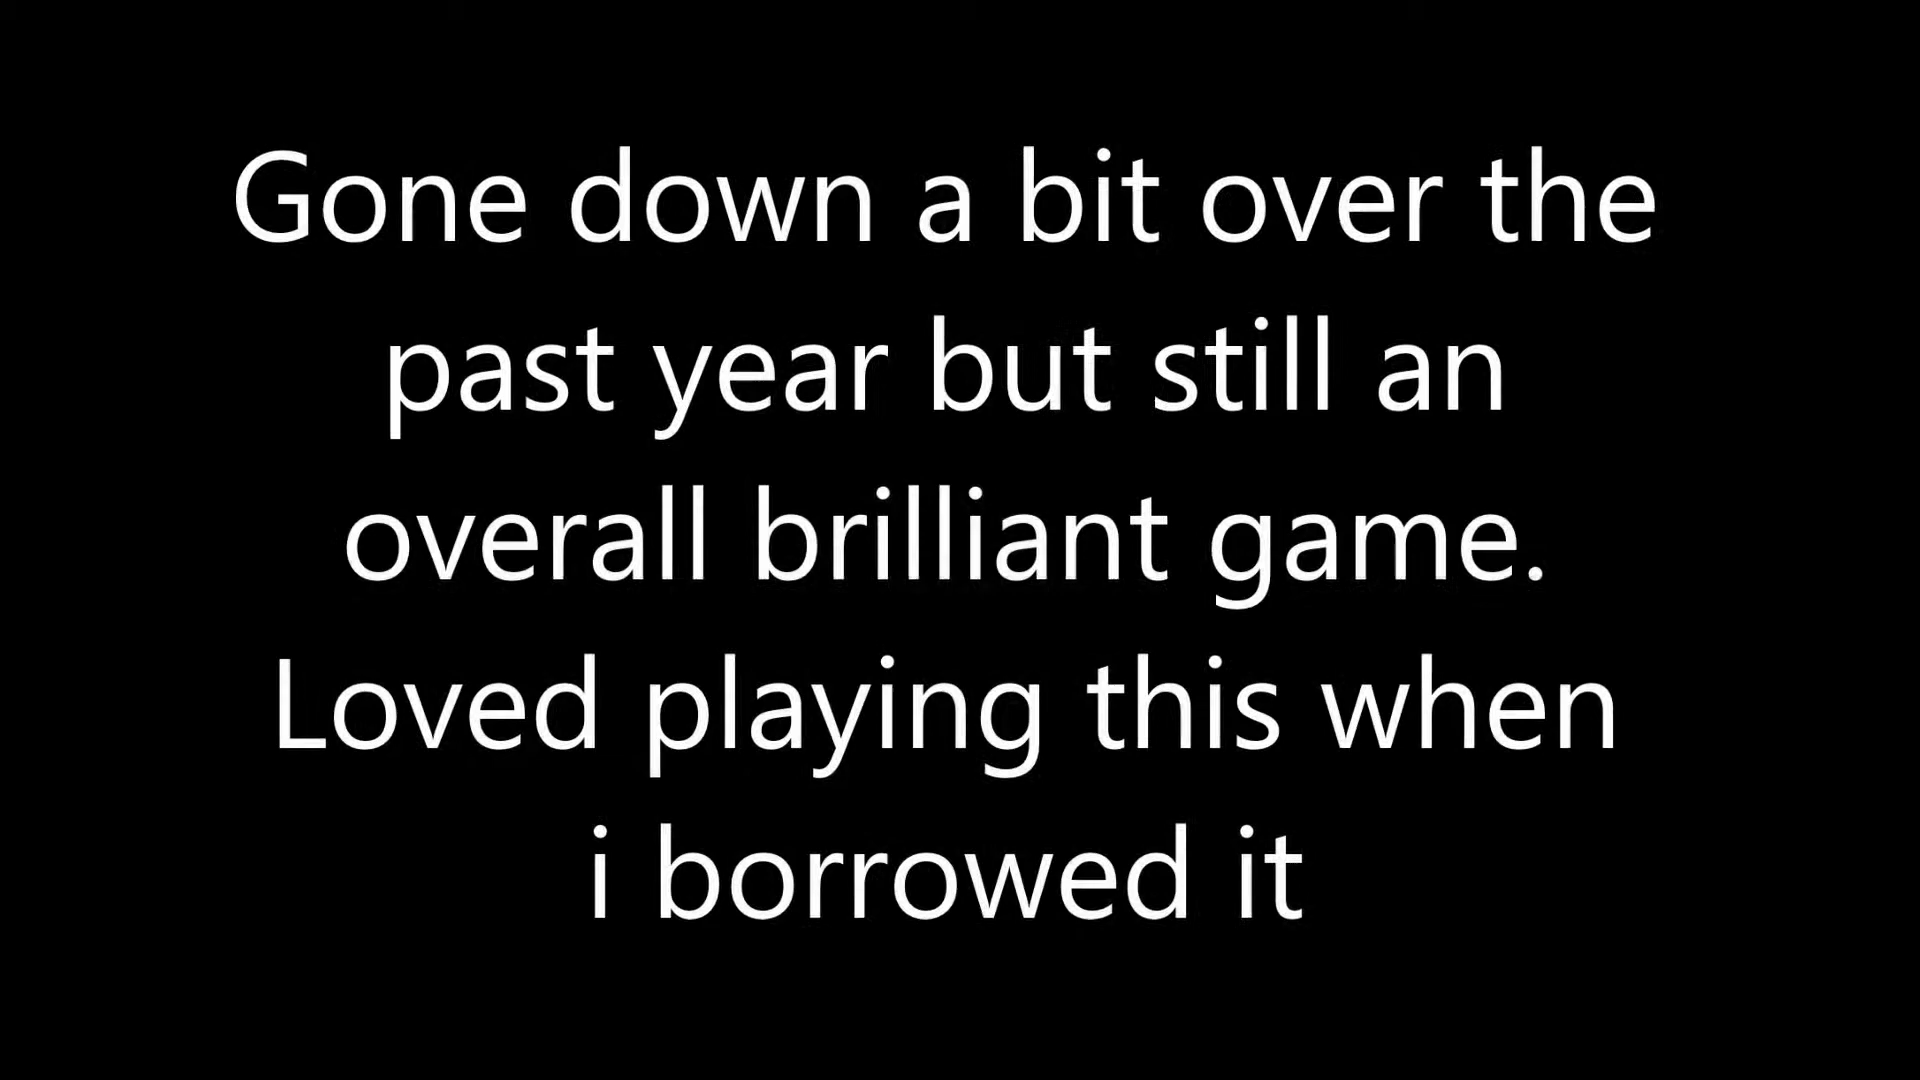 Gone down a bit over the
past year but still an
overall brilliant game.
Loved playing this when
i borrowed it